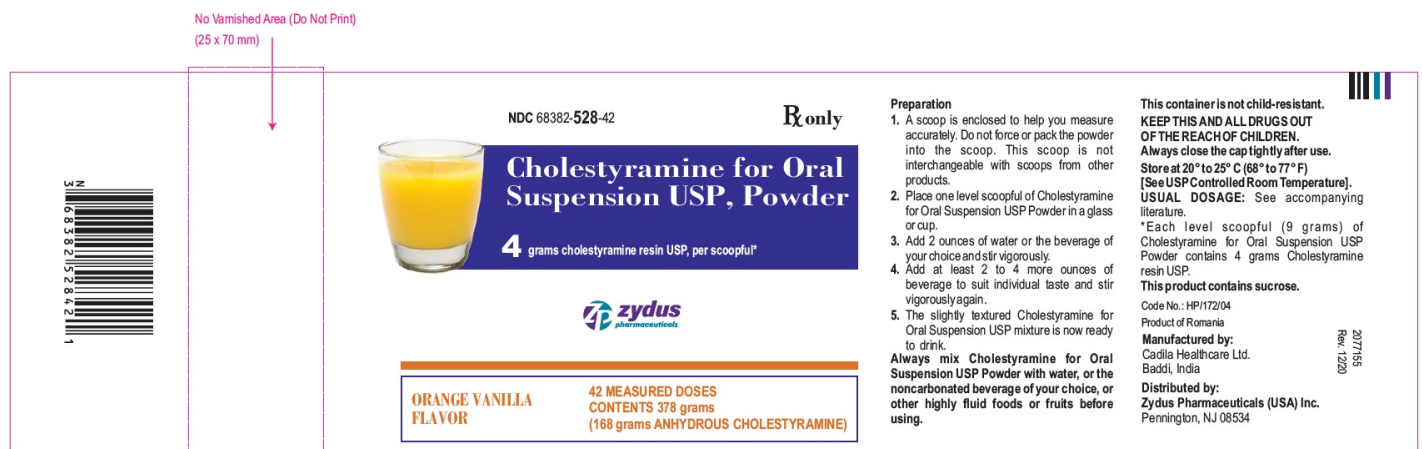 No Varnished Area (Do Not Print)
(25 x 70 mm)
N
3
68382 52842
1
NDC 68382-528-42
Rx only
Cholestyramine for Oral
Suspension USP, Powder
4 grams cholestyramine resin USP, per scoopful*
zydus
pharmaceuticals
ORANGE VANILLA
FLAVOR
42 MEASURED DOSES
CONTENTS 378 grams
(168 grams ANHYDROUS CHOLESTYRAMINE)
Preparation
1. A scoop is enclosed to help you measure
accurately. Do not force or pack the powder
into the scoop. This scoop is not
interchangeable with scoops from other
products.
2. Place one level scoopful of Cholestyramine
for Oral Suspension USP Powder in a glass
or cup.
3. Add 2 ounces of water or the beverage of
your choice and stir vigorously.
4. Add at least 2 to 4 more ounces of
beverage to suit individual taste and stir
vigorously again.
5. The slightly textured Cholestyramine for
Oral Suspension USP mixture is now ready
to drink.
Always mix Cholestyramine for Oral
Suspension USP Powder with water, or the
noncarbonated beverage of your choice, or
other highly fluid foods or fruits before
using.
This container is not child-resistant.
KEEP THIS AND ALL DRUGS OUT
OF THE REACH OF CHILDREN.
Always close the cap tightly after use.
Store at 20° to 25° C (68° to 77° F)
[See USP Controlled Room Temperature].
USUAL DOSAGE: See accompanying
literature.
*Each level scoopful (9 grams) of
Cholestyramine for Oral Suspension USP
Powder contains 4 grams Cholestyramine
resin USP.
This product contains sucrose.
Code No.: HP/172/04
Product of Romania
Manufactured by:
Cadila Healthcare Ltd.
Baddi, India
Distributed by:
Zydus Pharmaceuticals (USA) Inc.
Pennington, NJ 08534
2077155
Rev. 12/20